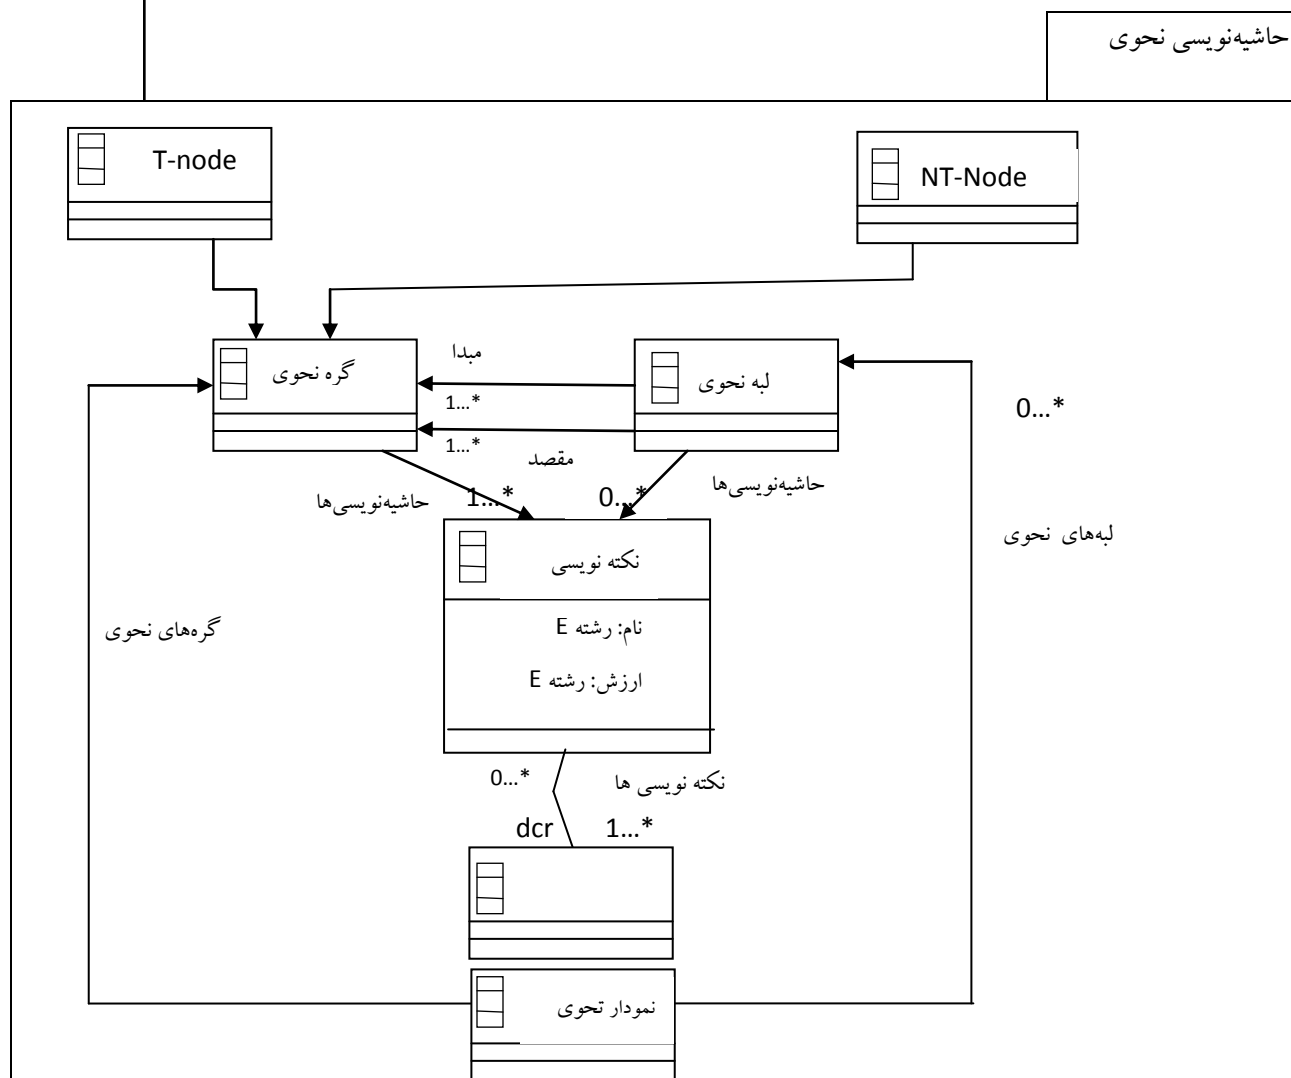 حاشیه‌نویسی نحوی
T-node
NT-Node
گره نحوی
مبدا
1...*
لبه نحوی
0...*
1...*
مقصد
حاشیه‌نویسی‌ها
1...*
0...*
حاشیه‌نویسی‌ها
لبه‌های نحوی
نکته نویسی
نام: رشته E
ارزش: رشته E
گره‌های نحوی
0...*
نکته نویسی ها
dcr
1...*
نمودار تحوی